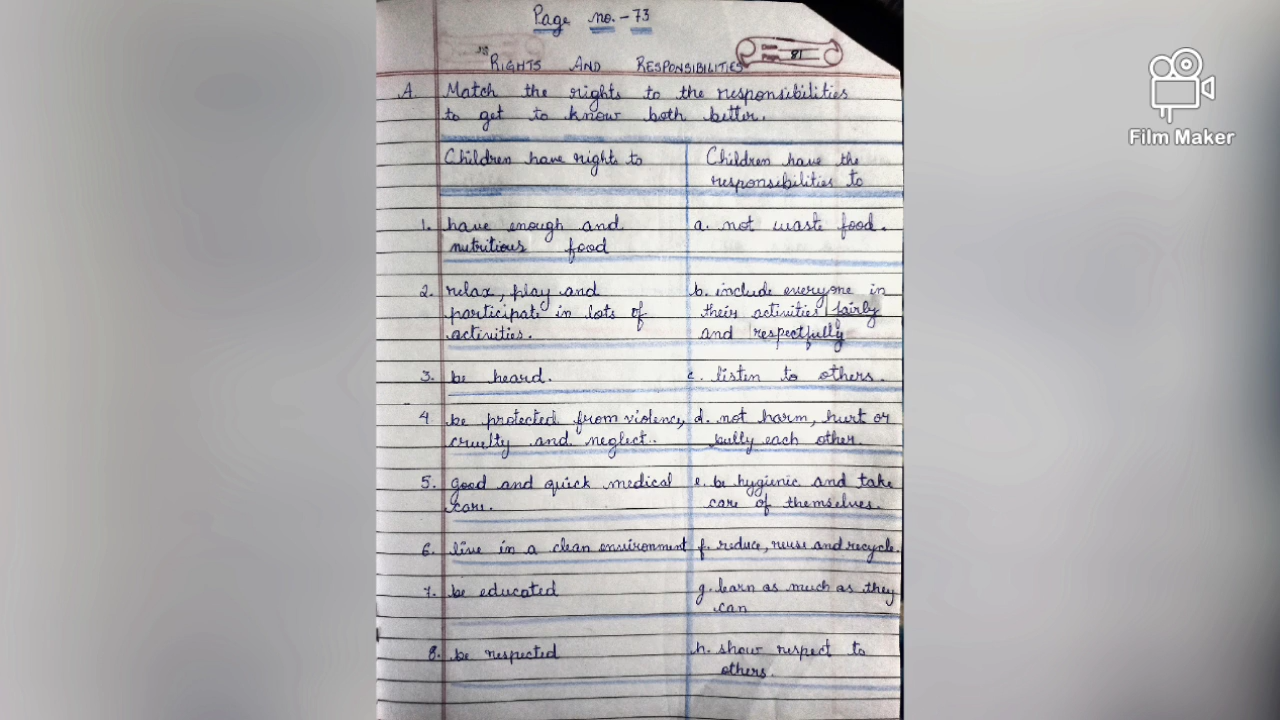 Page no.-73
RIGHTS AND RESPONSIBILITIES
A. Match the rights to the responsibilities
to get to know both better.
Children have right to
Children have the
responsibilities to
1. have enough and
nutritious food
a. not waste food.
2. relax, play and
participate in lots of
activities.
b. include everyone in
their activities fairly
and respectfully
3. be heard.
c. listen to others.
4 be protected from violency,
cruelty and neglect.
d. not harm, hurt or
bully each other.
5. good and quick medical
care.
e. be hygienic and take
care of themselves.
6. live in a clean environment
f. reduce, reuse and recycle.
7. be educated
g. learn as much as they
can
8. be respected
h. show respect to
others.
Film Maker